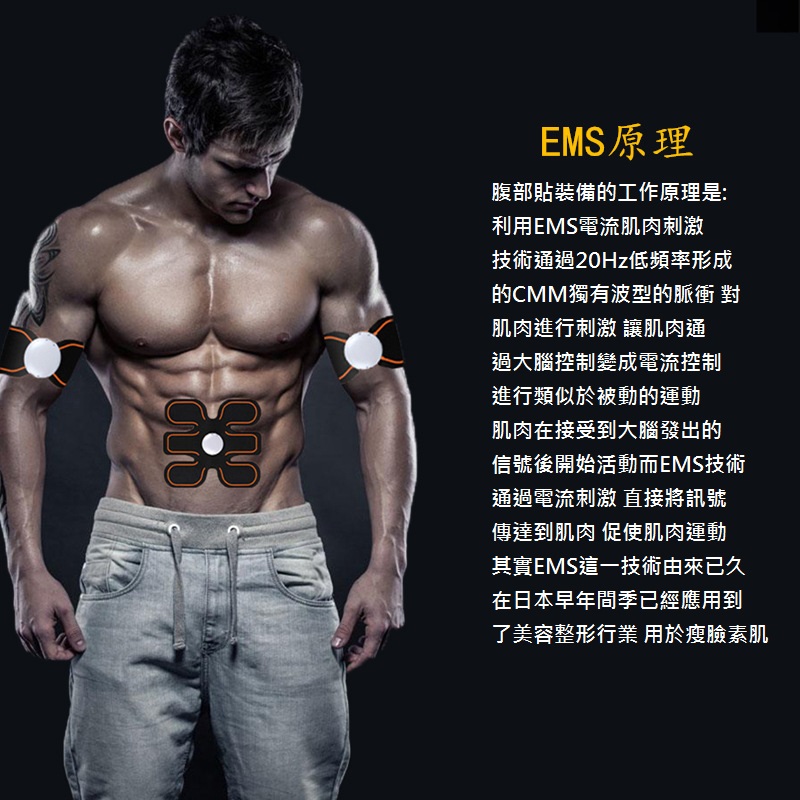 EMS原理
腹部貼裝備的工作原理是:
利用EMS電流肌肉刺激
技術通過20Hz低頻率形成
的CMM獨有波型的脈衝 對
肌肉進行刺激 讓肌肉通
過大腦控制變成電流控制
進行類似於被動的運動
肌肉在接受到大腦發出的
信號後開始活動而EMS技術
通過電流刺激 直接將訊號
傳達到肌肉 促使肌肉運動
其實EMS這一技術由來已久
在日本早年間季已經應用到
了美容整形行業 用於瘦臉素肌